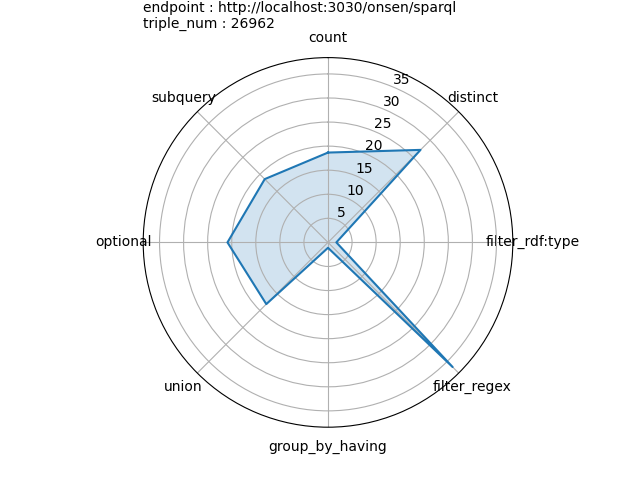 endpoint : http://localhost:3030/onsen/sparql
triple_num : 26962
count
subquery
distinct
35
30
25
20
15
10
5
optional
filter_rdf:type
union
filter_regex
group_by_having